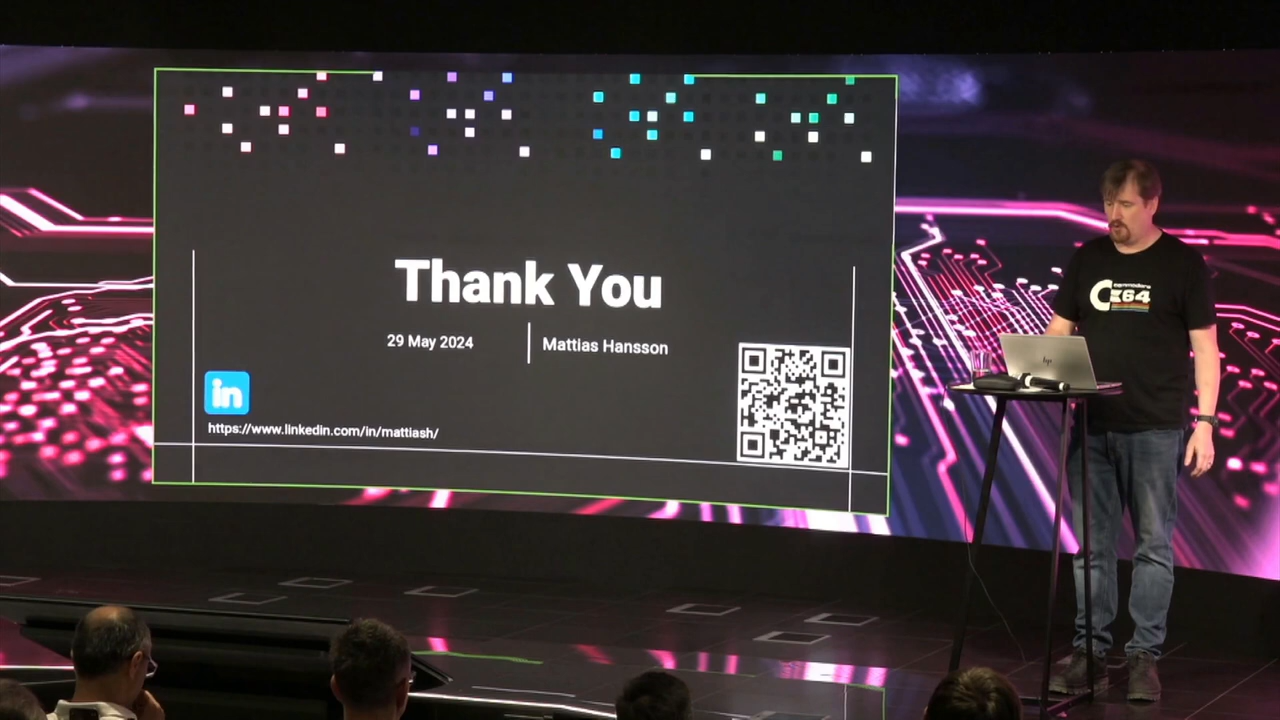 Thank You
29 May 2024
Mattias Hansson
in
https://www.linkedin.com/in/mattiash/
commodore
C64
hp